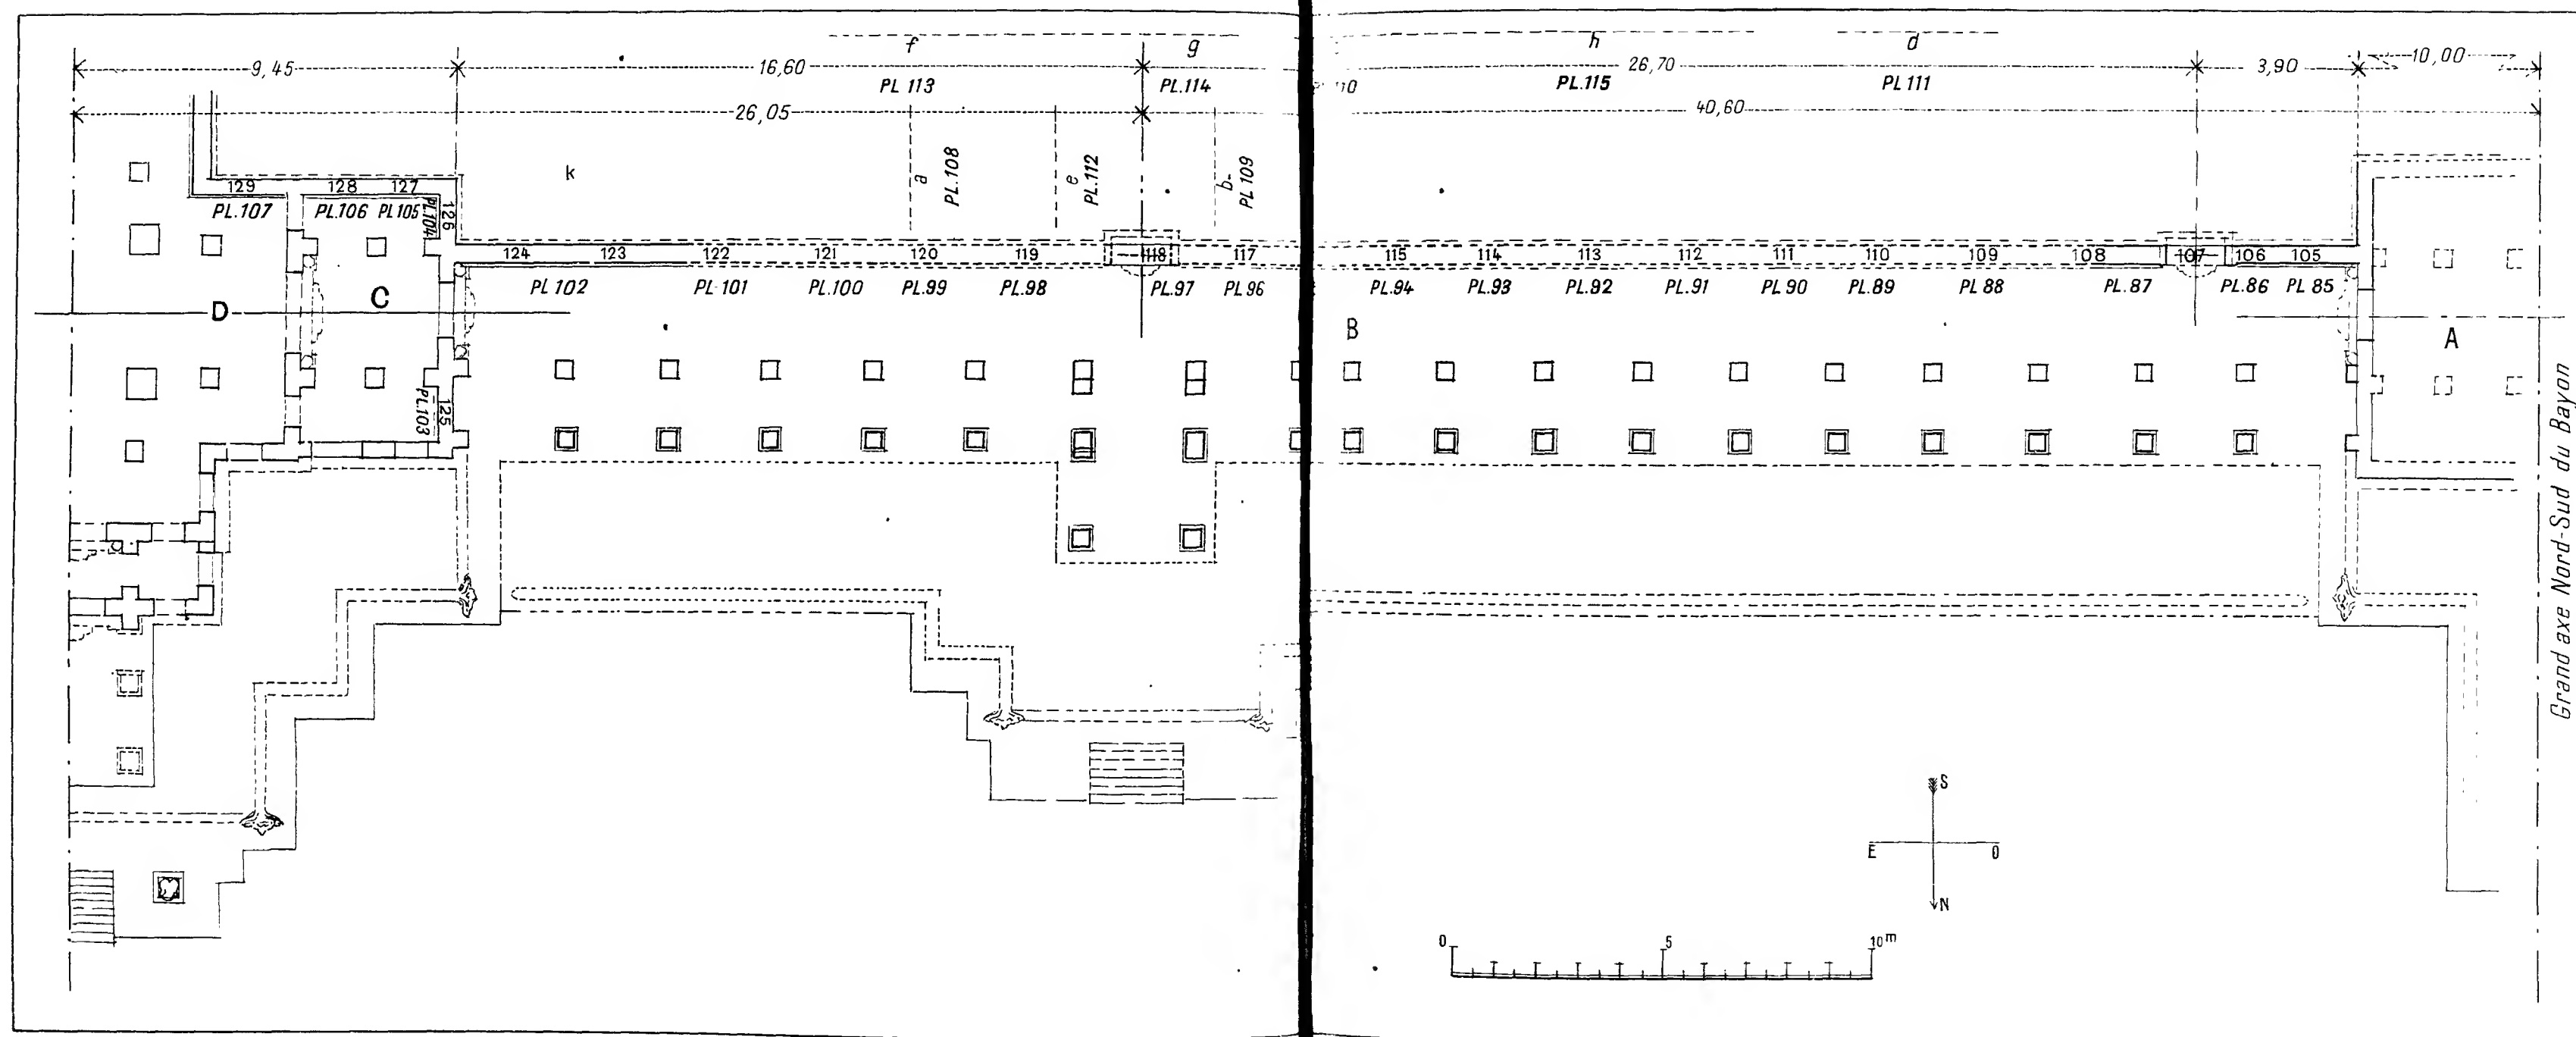 f g h d
9,45 16,60 26,70 3,90 10,00
PL 113 PL.114 PL.115 PL 111
26,05 40,60
k a PL.108 e PL.112 b- PL 109
129 128 127 126
PL.107 PL.106 PL 105 PL.104
124 123 122 121 120 119 118 117 115 114 113 112 111 110 109 108 107 106 105
PL 102 PL.101 PL.100 PL.99 PL.98 PL.97 PL 96 PL.94 PL.93 PL.92 PL.91 PL 90 PL.89 PL 88 PL.87 PL.86 PL 85
D C B A
PL.103 125
Grand axe Nord-Sud du Bayon
S
E O
N
0 5 10 m